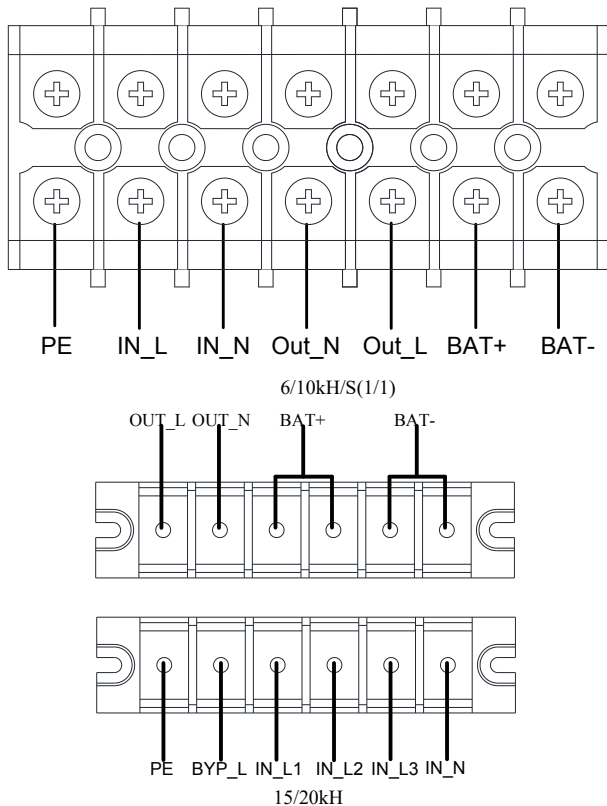 PE IN_L IN_N Out_N Out_L BAT+ BAT-
6/10kH/S(1/1)
OUT_L OUT_N BAT+ BAT-
PE BYP_L IN_L1 IN_L2 IN_L3 IN_N
15/20kH